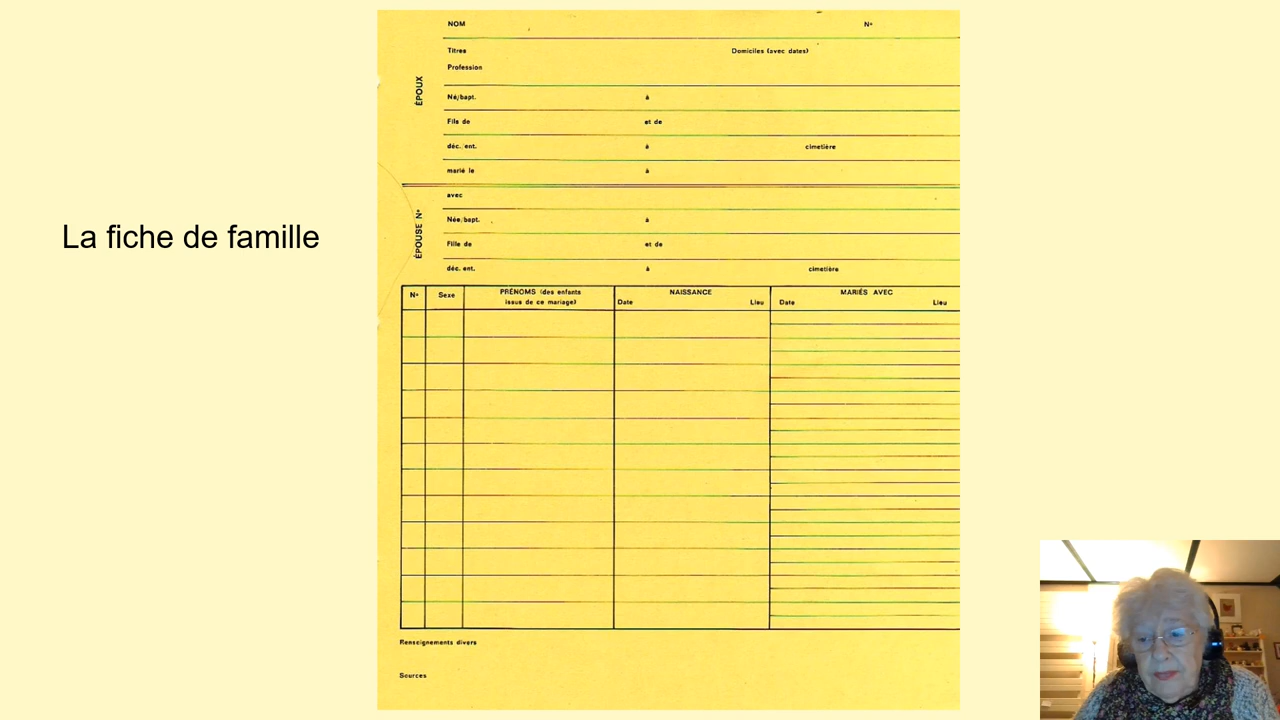 La fiche de famille
NOM N°
Titres Domiciles (avec dates)
Profession
ÉPOUX
Né/bapt. à
Fils de et de
déc./ent. à cimetière
marié le à
avec
ÉPOUSE N°
Née/bapt. à
Fille de et de
déc. ent. à cimetière
N° Sexe PRÉNOMS (des enfants NAISSANCE MARIÉS AVEC
issus de ce mariage) Date Lieu Date Lieu
Renseignements divers
Sources